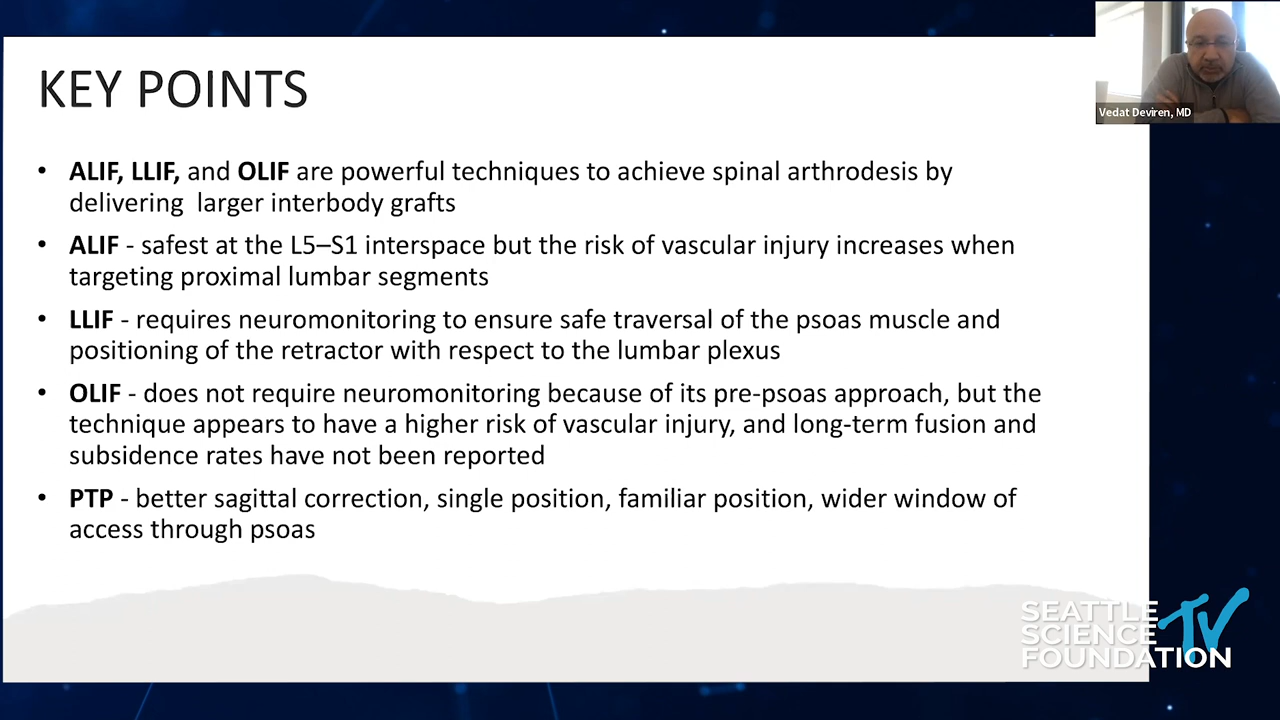 KEY POINTS
• ALIF, LLIF, and OLIF are powerful techniques to achieve spinal arthrodesis by
delivering larger interbody grafts
• ALIF - safest at the L5–S1 interspace but the risk of vascular injury increases when
targeting proximal lumbar segments
• LLIF - requires neuromonitoring to ensure safe traversal of the psoas muscle and
positioning of the retractor with respect to the lumbar plexus
• OLIF - does not require neuromonitoring because of its pre-psoas approach, but the
technique appears to have a higher risk of vascular injury, and long-term fusion and
subsidence rates have not been reported
• PTP - better sagittal correction, single position, familiar position, wider window of
access through psoas
Vedat Deviren, MD
SEATTLE
SCIENCE
FOUNDATION
TV